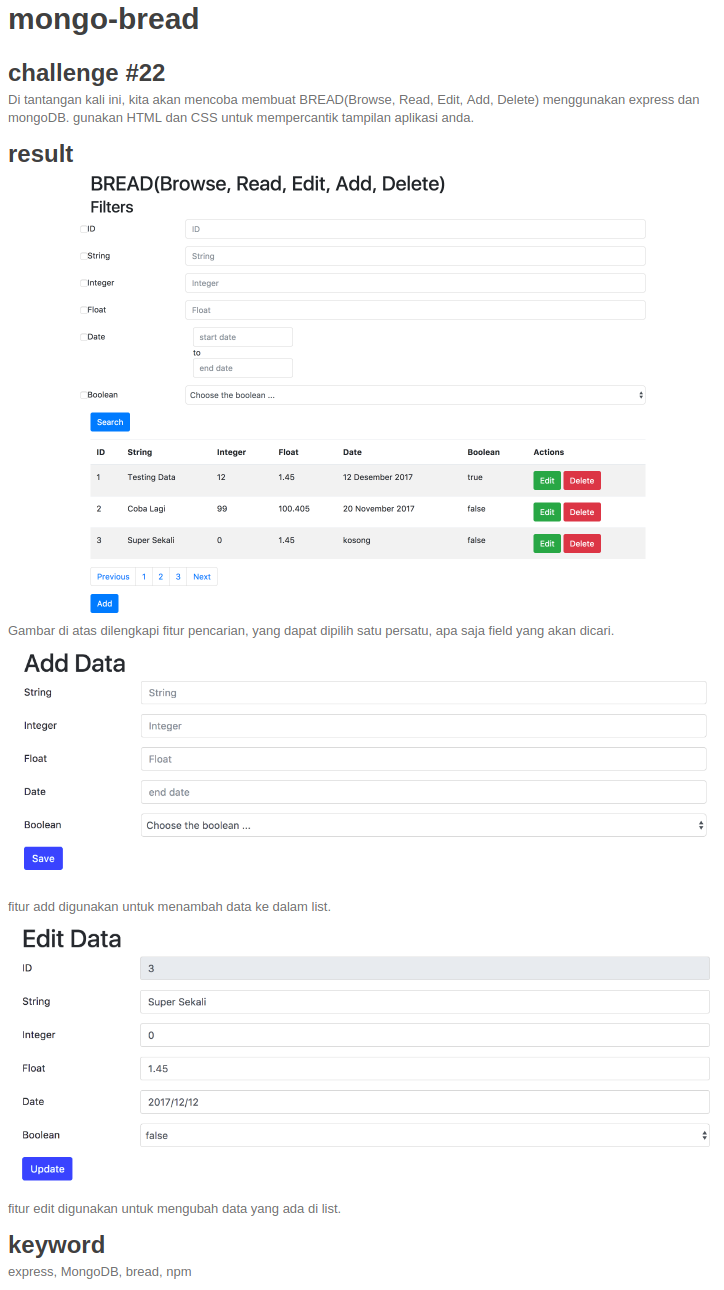 mongo-bread
challenge #22
Di tantangan kali ini, kita akan mencoba membuat BREAD(Browse, Read, Edit, Add, Delete) menggunakan express dan
mongoDB. gunakan HTML dan CSS untuk mempercantik tampilan aplikasi anda.
result
BREAD(Browse, Read, Edit, Add, Delete)
Filters
ID ID
String String
Integer Integer
Float Float
Date start date
to
end date
Boolean Choose the boolean ...
Search
ID String Integer Float Date Boolean Actions
1 Testing Data 12 1.45 12 Desember 2017 true Edit Delete
2 Coba Lagi 99 100.405 20 November 2017 false Edit Delete
3 Super Sekali 0 1.45 kosong false Edit Delete
Previous 1 2 3 Next
Add
Gambar di atas dilengkapi fitur pencarian, yang dapat dipilih satu persatu, apa saja field yang akan dicari.
Add Data
String String
Integer Integer
Float Float
Date end date
Boolean Choose the boolean ...
Save
fitur add digunakan untuk menambah data ke dalam list.
Edit Data
ID 3
String Super Sekali
Integer 0
Float 1.45
Date 2017/12/12
Boolean false
Update
fitur edit digunakan untuk mengubah data yang ada di list.
keyword
express, MongoDB, bread, npm